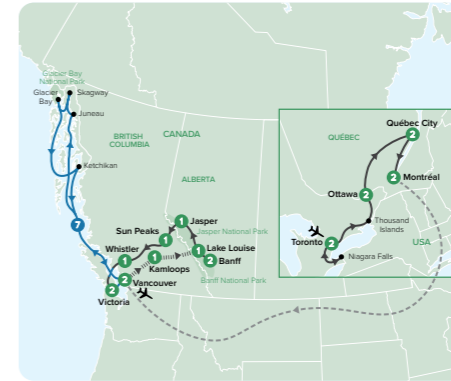 Glacier Bay
National Park
Glacier
Bay
Skagway
Juneau
BRITISH
COLUMBIA
CANADA
Ketchikan
ALBERTA
7
Sun Peaks
1
1
Jasper
Jasper National Park
Whistler
1
1
Kamloops
1
Lake Louise
2
Banff
Banff National Park
2
Vancouver
2
Victoria
Québec City
2
QUÉBEC
2
Montréal
Ottawa
2
Thousand
Islands
Toronto
2
USA
Niagara Falls